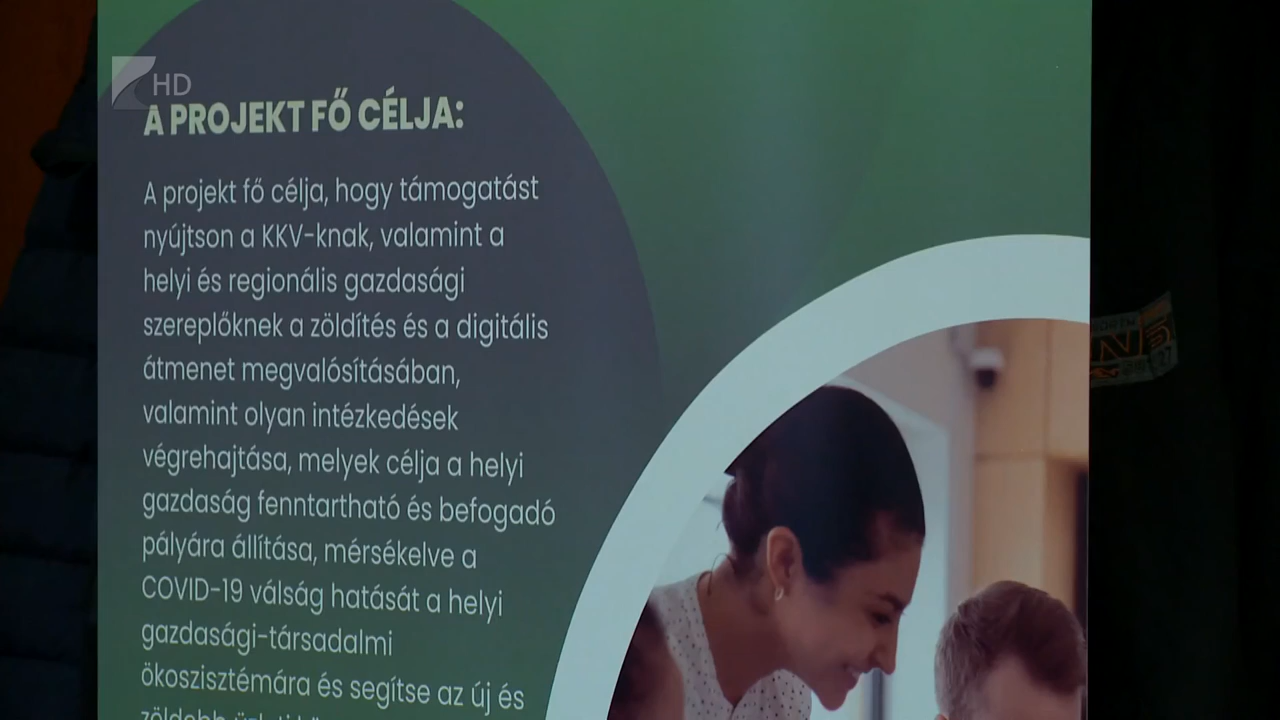 HD
A PROJEKT FŐ CÉLJA:
A projekt fő célja, hogy támogatást
nyújtson a KKV-knak, valamint a
helyi és regionális gazdasági
szereplőknek a zöldítés és a digitális
átmenet megvalósításában,
valamint olyan intézkedések
végrehajtása, melyek célja a helyi
gazdaság fenntartható és befogadó
pályára állítása, mérsékelve a
COVID-19 válság hatását a helyi
gazdasági-társadalmi
ökoszisztémára és segítse az új és